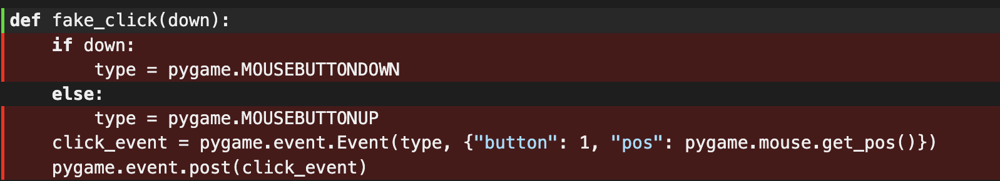 def fake_click(down):
    if down:
        type = pygame.MOUSEBUTTONDOWN
    else:
        type = pygame.MOUSEBUTTONUP
    click_event = pygame.event.Event(type, {"button": 1, "pos": pygame.mouse.get_pos()})
    pygame.event.post(click_event)